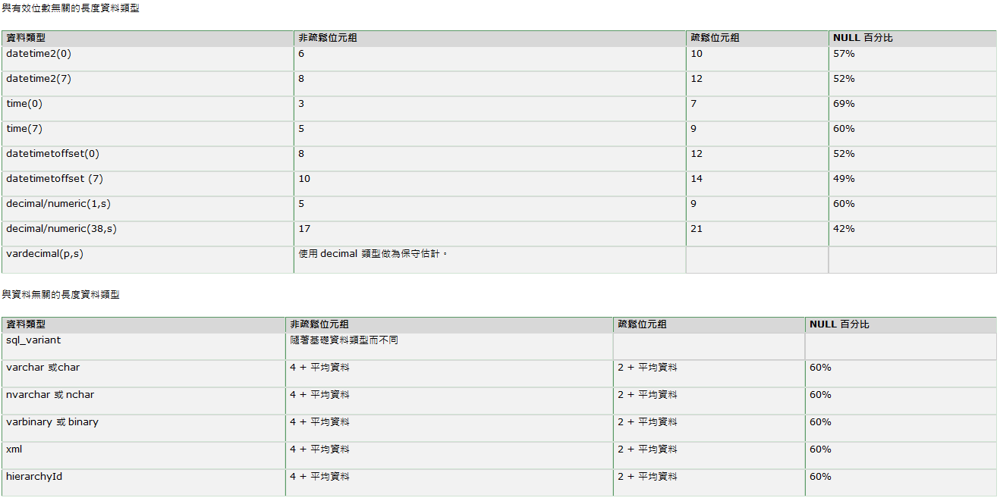 與有效位數無關的長度資料類型
資料類型 非疏鬆位元組 疏鬆位元組 NULL 百分比
datetime2(0) 6 10 57%
datetime2(7) 8 12 52%
time(0) 3 7 69%
time(7) 5 9 60%
datetimetoffset(0) 8 12 52%
datetimetoffset (7) 10 14 49%
decimal/numeric(1,s) 5 9 60%
decimal/numeric(38,s) 17 21 42%
vardecimal(p,s) 使用 decimal 類型做為保守估計。
與資料無關的長度資料類型
資料類型 非疏鬆位元組 疏鬆位元組 NULL 百分比
sql_variant 隨著基礎資料類型而不同
varchar 或char 4 + 平均資料 2 + 平均資料 60%
nvarchar 或 nchar 4 + 平均資料 2 + 平均資料 60%
varbinary 或 binary 4 + 平均資料 2 + 平均資料 60%
xml 4 + 平均資料 2 + 平均資料 60%
hierarchyId 4 + 平均資料 2 + 平均資料 60%